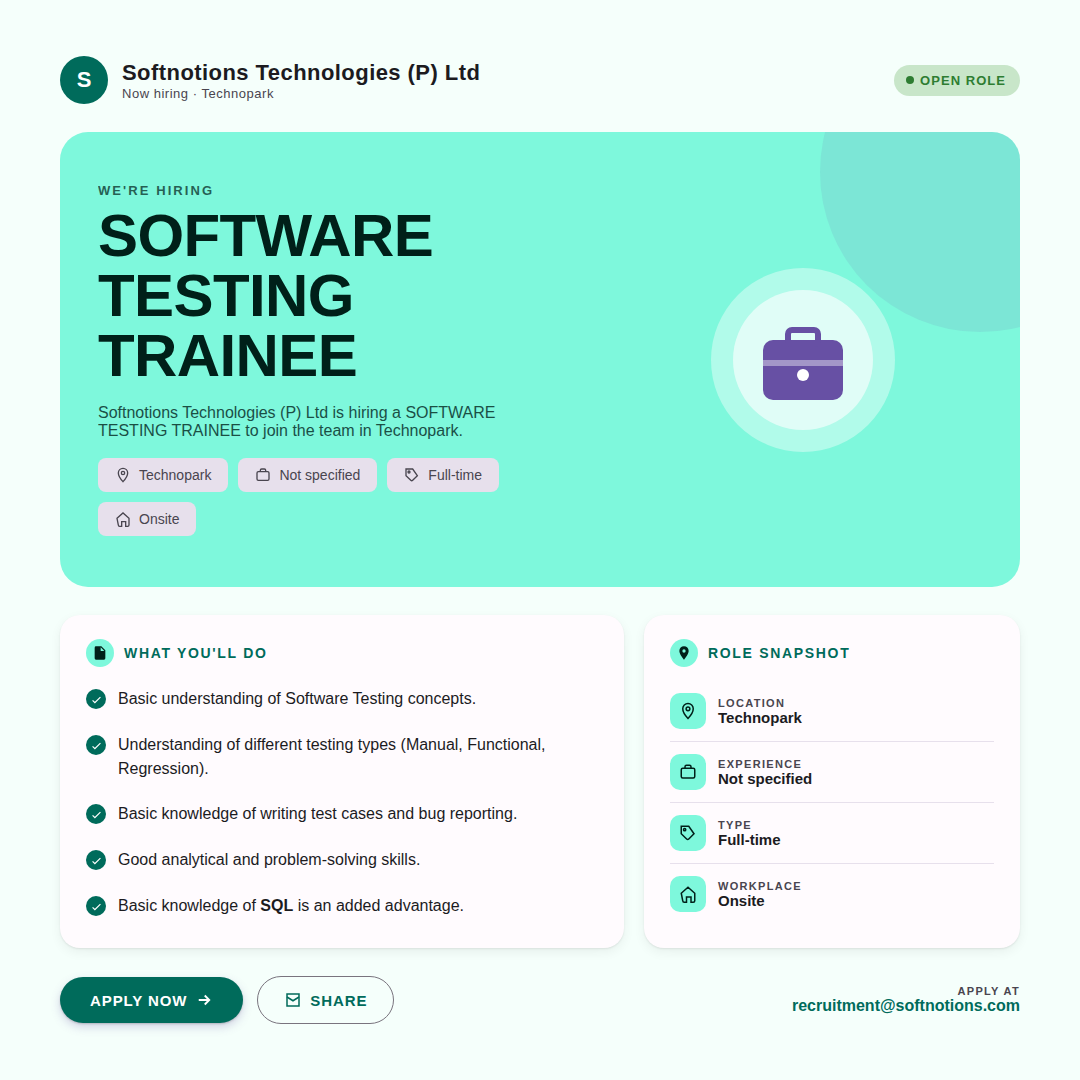 S
Softnotions Technologies (P) Ltd
Now hiring · Technopark
OPEN ROLE
WE'RE HIRING
SOFTWARE
TESTING
TRAINEE
Softnotions Technologies (P) Ltd is hiring a SOFTWARE
TESTING TRAINEE to join the team in Technopark.
Technopark
Not specified
Full-time
Onsite
WHAT YOU'LL DO
Basic understanding of Software Testing concepts.
Understanding of different testing types (Manual, Functional,
Regression).
Basic knowledge of writing test cases and bug reporting.
Good analytical and problem-solving skills.
Basic knowledge of SQL is an added advantage.
ROLE SNAPSHOT
LOCATION
Technopark
EXPERIENCE
Not specified
TYPE
Full-time
WORKPLACE
Onsite
APPLY NOW
SHARE
APPLY AT
recruitment@softnotions.com